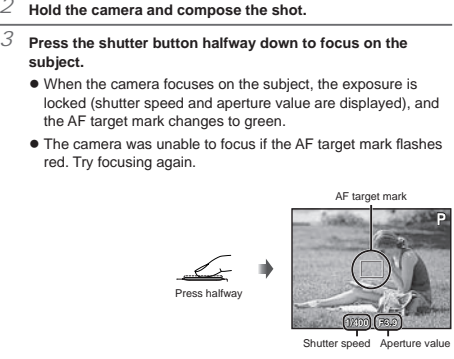 2 Hold the camera and compose the shot.
3 Press the shutter button halfway down to focus on the
subject.
● When the camera focuses on the subject, the exposure is
locked (shutter speed and aperture value are displayed), and
the AF target mark changes to green.
● The camera was unable to focus if the AF target mark flashes
red. Try focusing again.
AF target mark
P
Press halfway
1/400 F3.9
Shutter speed Aperture value